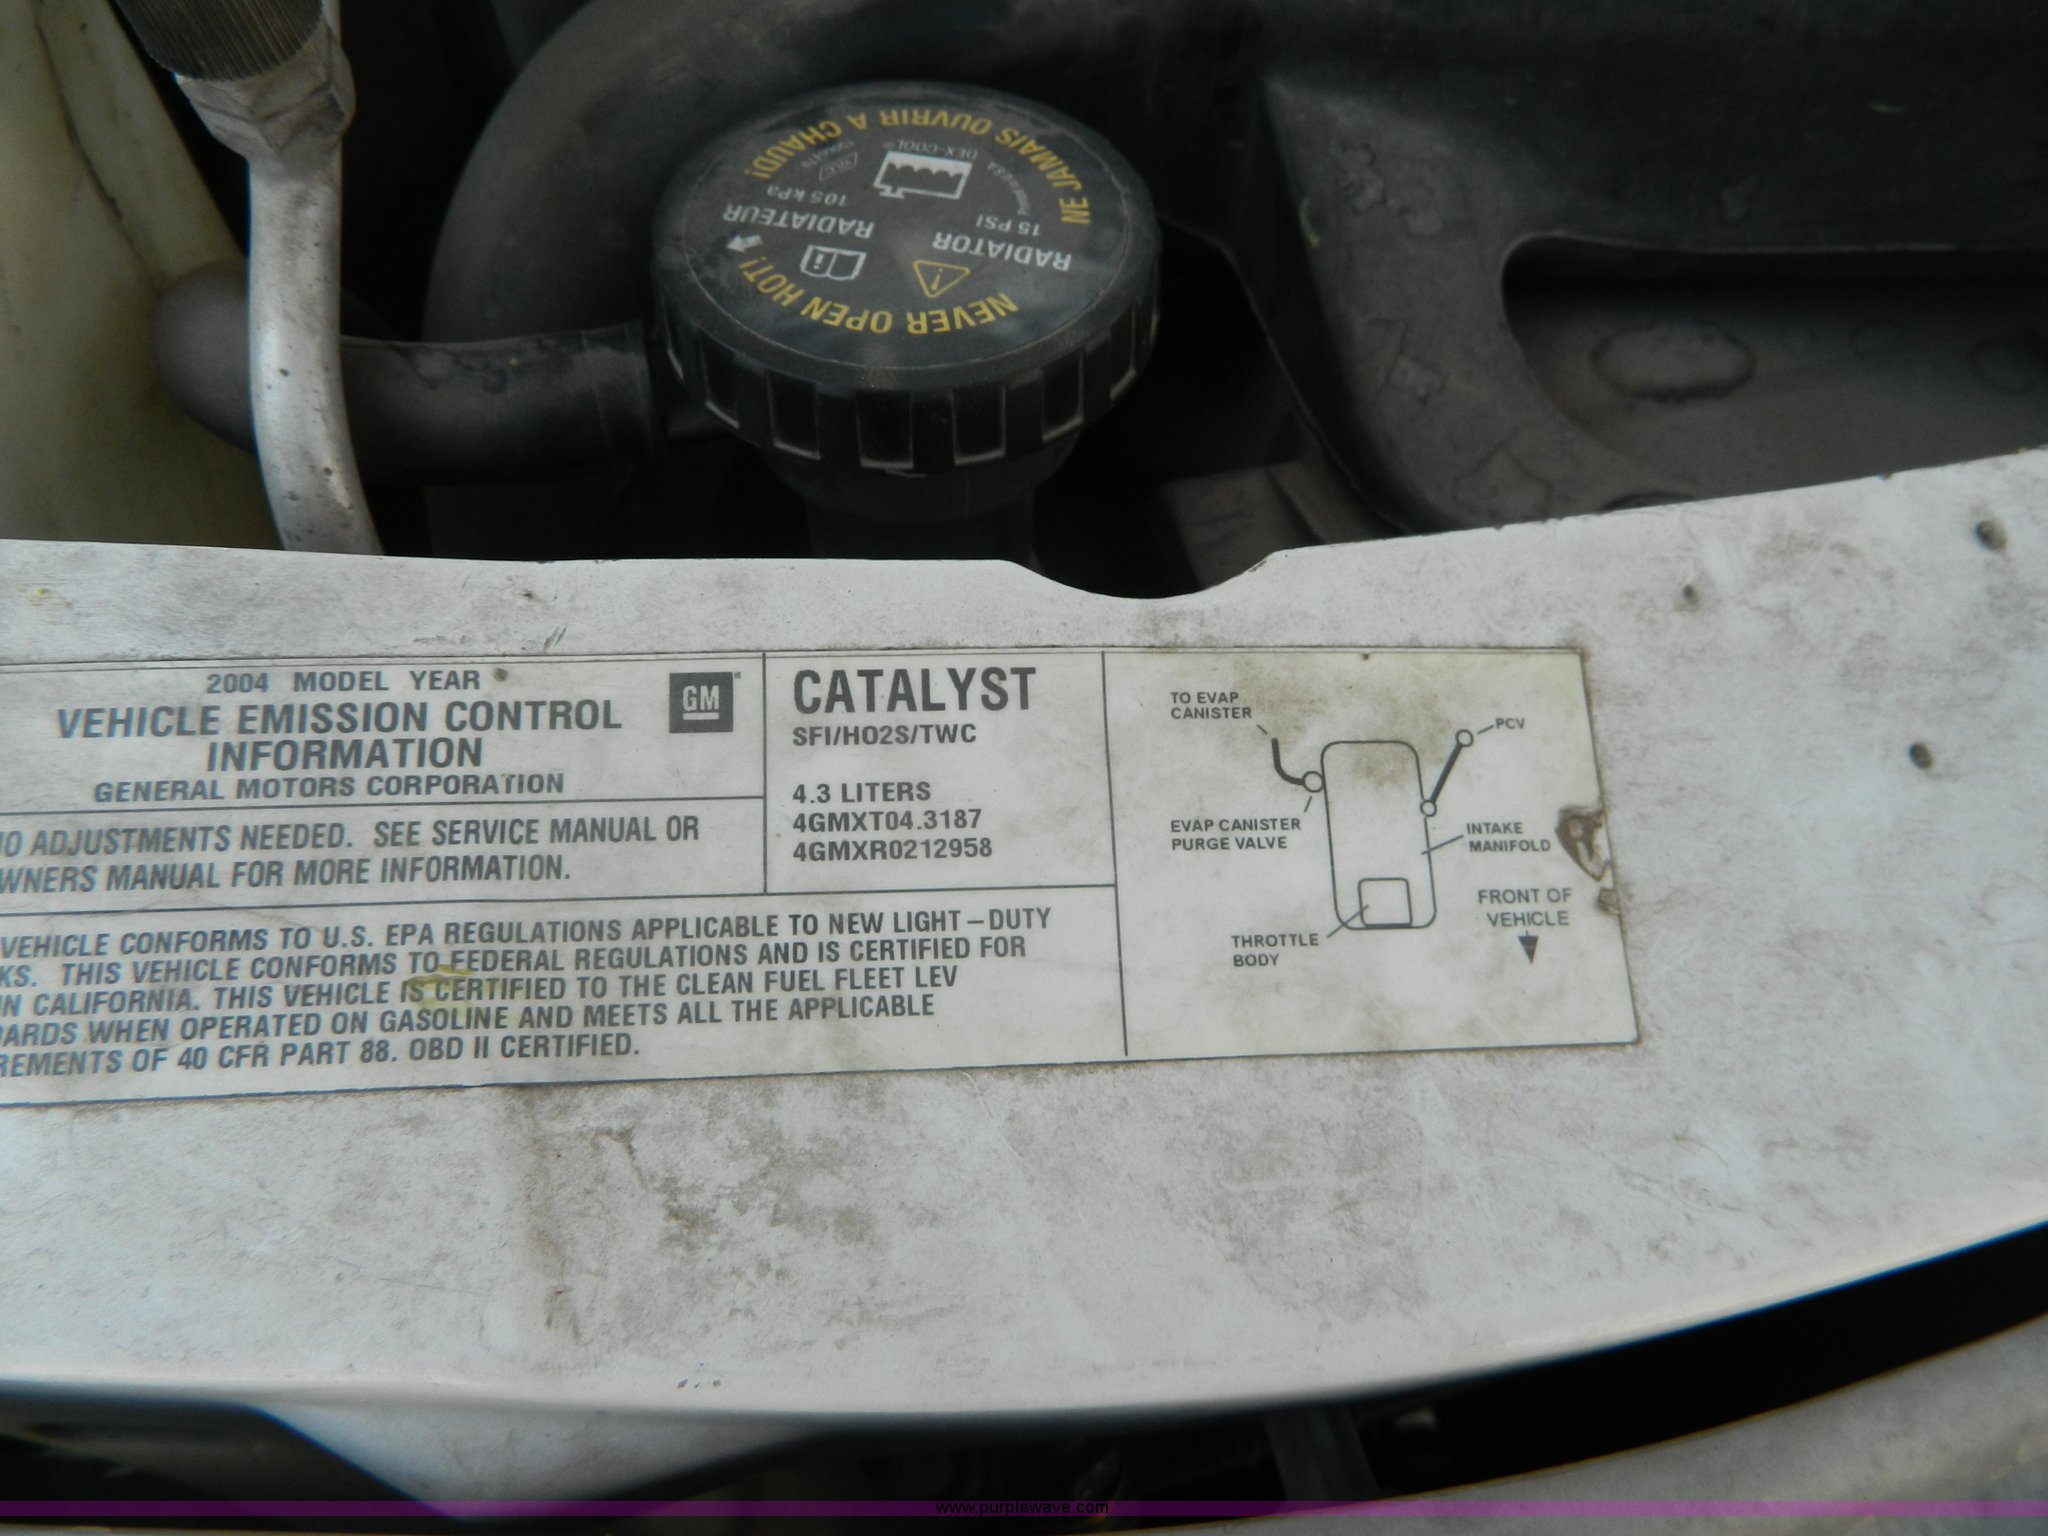 NE JAMAIS OUVRIR A CHAUD!
DEX-COOL
RADIATOR
15 PSI
RADIATEUR
105 kPa
NEVER OPEN HOT!
2004 MODEL YEAR
VEHICLE EMISSION CONTROL
INFORMATION
GENERAL MOTORS CORPORATION
GM
NO ADJUSTMENTS NEEDED. SEE SERVICE MANUAL OR
WNERS MANUAL FOR MORE INFORMATION.
CATALYST
SFI/HO2S/TWC
4.3 LITERS
4GMXT04.3187
4GMXR0212958
VEHICLE CONFORMS TO U.S. EPA REGULATIONS APPLICABLE TO NEW LIGHT-DUTY
KS. THIS VEHICLE CONFORMS TO FEDERAL REGULATIONS AND IS CERTIFIED FOR
IN CALIFORNIA. THIS VEHICLE IS CERTIFIED TO THE CLEAN FUEL FLEET LEV
DARDS WHEN OPERATED ON GASOLINE AND MEETS ALL THE APPLICABLE
REMENTS OF 40 CFR PART 88. OBD II CERTIFIED.
TO EVAP
CANISTER
PCV
EVAP CANISTER
PURGE VALVE
INTAKE
MANIFOLD
FRONT OF
VEHICLE
THROTTLE
BODY
www.purplewave.com